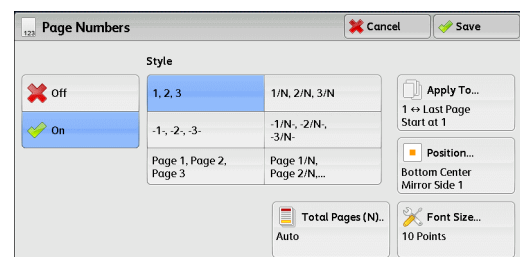 123 Page Numbers
Cancel
Save
Style
Off
On
1, 2, 3
1/N, 2/N, 3/N
-1-, -2-, -3-
-1/N-, -2/N-,
-3/N-
Page 1, Page 2,
Page 3
Page 1/N,
Page 2/N,...
Apply To...
1 ↔ Last Page
Start at 1
Position...
Bottom Center
Mirror Side 1
Total Pages (N)..
Auto
Font Size...
10 Points